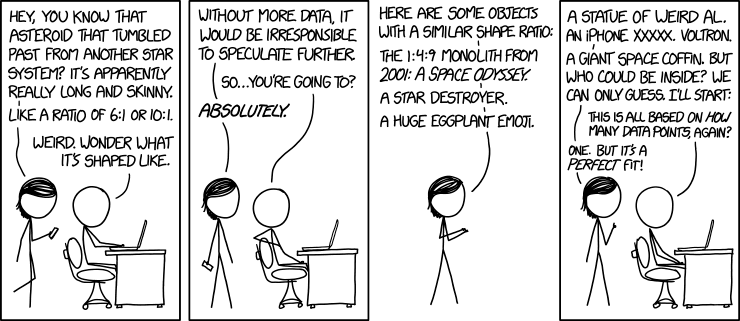 HEY, YOU KNOW THAT
ASTEROID THAT TUMBLED
PAST FROM ANOTHER STAR
SYSTEM? IT'S APPARENTLY
REALLY LONG AND SKINNY.
LIKE A RATIO OF 6:1 OR 10:1.
WEIRD. WONDER WHAT
IT'S SHAPED LIKE.
WITHOUT MORE DATA, IT
WOULD BE IRRESPONSIBLE
TO SPECULATE FURTHER.
SO...YOU'RE GOING TO?
ABSOLUTELY.
HERE ARE SOME OBJECTS
WITH A SIMILAR SHAPE RATIO:
THE 1:4:9 MONOLITH FROM
2001: A SPACE ODYSSEY.
A STAR DESTROYER.
A HUGE EGGPLANT EMOJI.
A STATUE OF WEIRD AL.
AN iPHONE XXXXX. VOLTRON.
A GIANT SPACE COFFIN. BUT
WHO COULD BE INSIDE? WE
CAN ONLY GUESS. I'LL START:
THIS IS ALL BASED ON HOW
MANY DATA POINTS, AGAIN?
ONE. BUT IT'S A
PERFECT FIT!